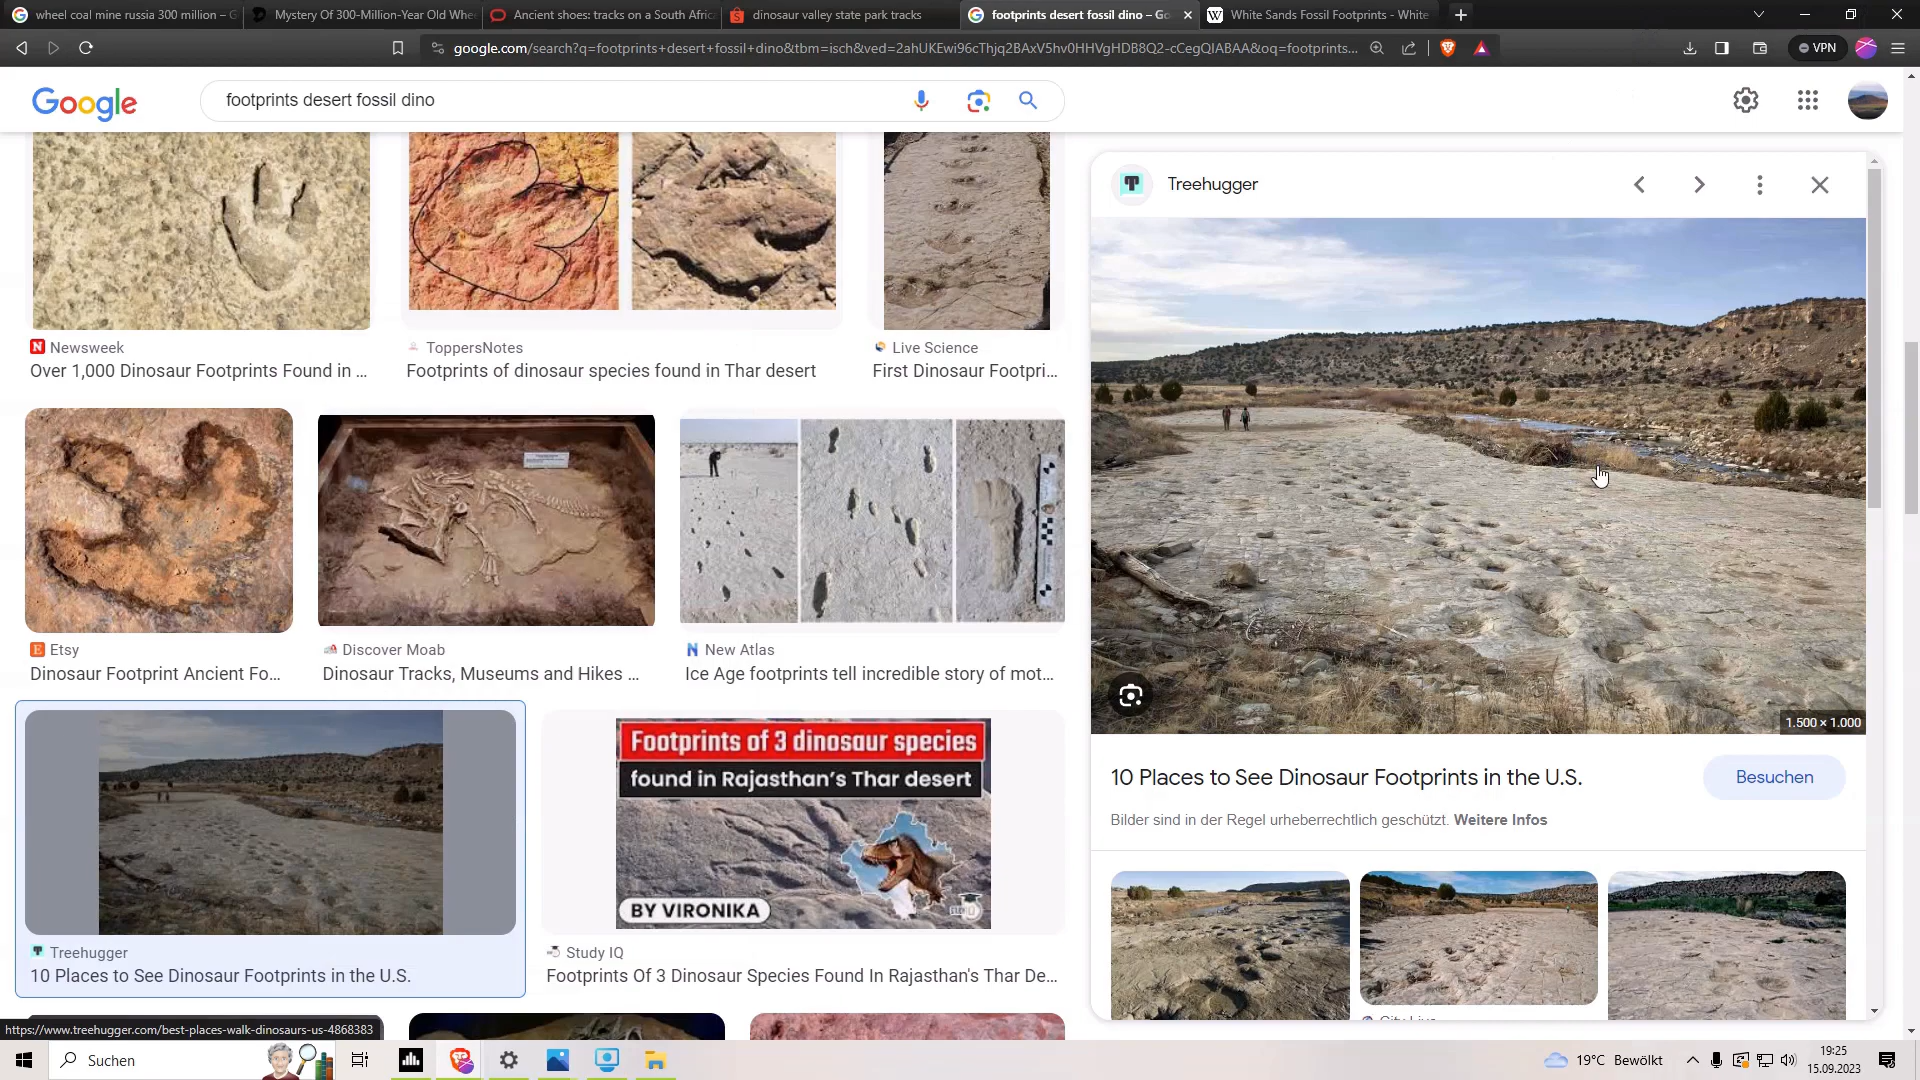 wheel coal mine russia 300 million – G
Mystery Of 300-Million-Year Old Whee
Ancient shoes: tracks on a South Africa
dinosaur valley state park tracks
footprints desert fossil dino – Go
White Sands Fossil Footprints - White
google.com/search?q=footprints+desert+fossil+dino&tbm=isch&ved=2ahUKEwi96cThjq2BAxV5hv0HHVgHDB8Q2-cCegQIABAA&oq=footprints...
VPN
Google
footprints desert fossil dino
Newsweek
Over 1,000 Dinosaur Footprints Found in ...
ToppersNotes
Footprints of dinosaur species found in Thar desert
Live Science
First Dinosaur Footpri...
Etsy
Dinosaur Footprint Ancient Fo...
Discover Moab
Dinosaur Tracks, Museums and Hikes ...
New Atlas
Ice Age footprints tell incredible story of mot...
Treehugger
10 Places to See Dinosaur Footprints in the U.S.
Footprints of 3 dinosaur species
found in Rajasthan's Thar desert
BY VIRONIKA
Study IQ
Footprints Of 3 Dinosaur Species Found In Rajasthan's Thar De...
Treehugger
1.500 × 1.000
10 Places to See Dinosaur Footprints in the U.S.
Besuchen
Bilder sind in der Regel urheberrechtlich geschützt. Weitere Infos
https://www.treehugger.com/best-places-walk-dinosaurs-us-4868383
Suchen
19°C Bewölkt
19:25
15.09.2023